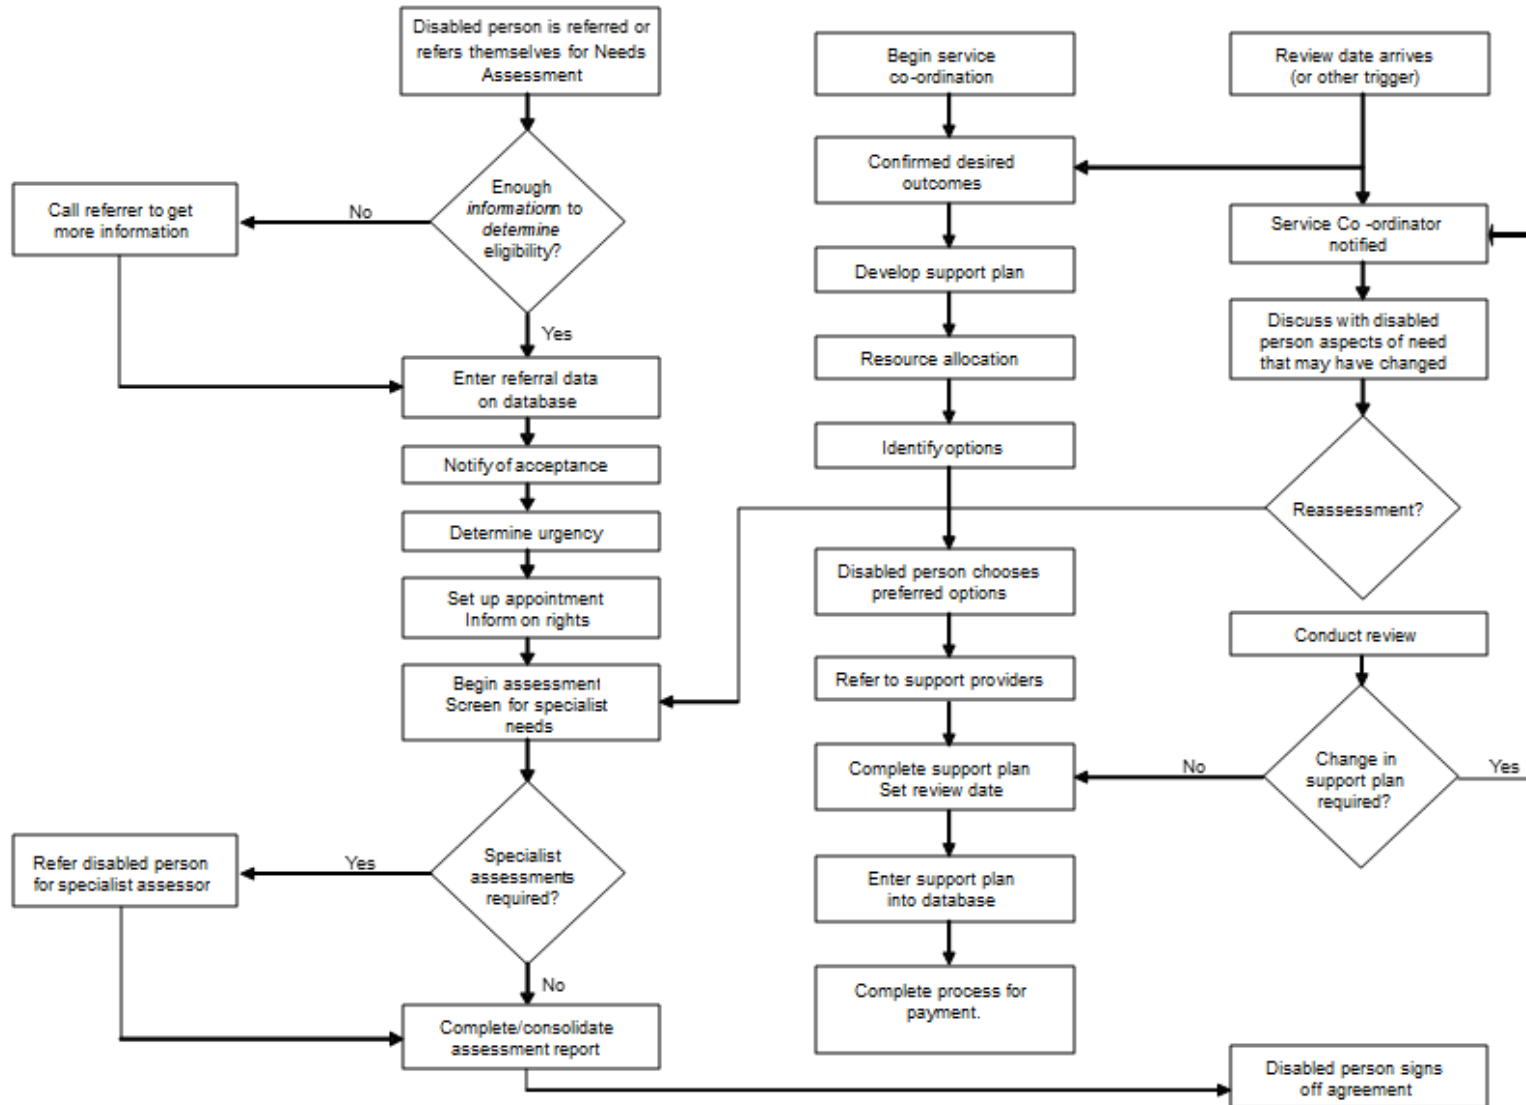 Disabled person is referred or
refers themselves for Needs
Assessment
Enough
informationn to
determine
eligibility?
No
Call referrer to get
more information
Yes
Enter referral data
on database
Notify of acceptance
Determine urgency
Set up appointment
Inform on rights
Begin assessment
Screen for specialist
needs
Specialist
assessments
required?
Yes
Refer disabled person
for specialist assessor
No
Complete/consolidate
assessment report
Begin service
co-ordination
Confirmed desired
outcomes
Develop support plan
Resource allocation
Identify options
Disabled person chooses
preferred options
Refer to support providers
Complete support plan
Set review date
Enter support plan
into database
Complete process for
payment.
Review date arrives
(or other trigger)
Service Co -ordinator
notified
Discuss with disabled
person aspects of need
that may have changed
Reassessment?
Conduct review
Change in
support plan
required?
No
Yes
Disabled person signs
off agreement